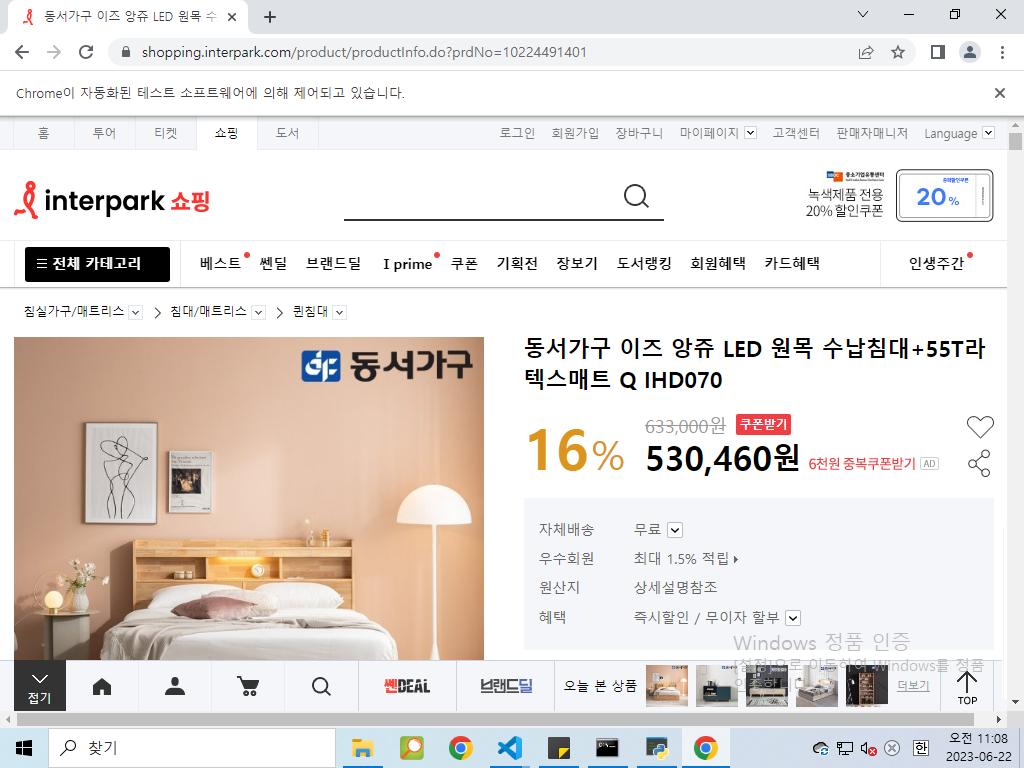 동서가구 이즈 앙쥬 LED 원목 수
shopping.interpark.com/product/productInfo.do?prdNo=10224491401
Chrome이 자동화된 테스트 소프트웨어에 의해 제어되고 있습니다.
홈 투어 티켓 쇼핑 도서 로그인 회원가입 장바구니 마이페이지 고객센터 판매자매니저 Language
interpark 쇼핑
중소기업유통센터
녹색제품 전용
20% 할인쿠폰
중복할인쿠폰
20%
전체 카테고리 베스트 쎈딜 브랜드딜 I prime 쿠폰 기획전 장보기 도서랭킹 회원혜택 카드혜택 인생주간
침실가구/매트리스 침대/매트리스 퀸침대
동서가구
동서가구 이즈 앙쥬 LED 원목 수납침대+55T라
텍스매트 Q IHD070
16%
633,000원 쿠폰받기
530,460원 6천원 중복쿠폰받기 AD
자체배송 무료
우수회원 최대 1.5% 적립
원산지 상세설명참조
혜택 즉시할인 / 무이자 할부
Windows 정품 인증
[설정]으로 이동하여 Windows를 정품
인증합니다.
접기
쎈DEAL
브랜드딜
오늘 본 상품
더보기
TOP
찾기
한
오전 11:08
2023-06-22